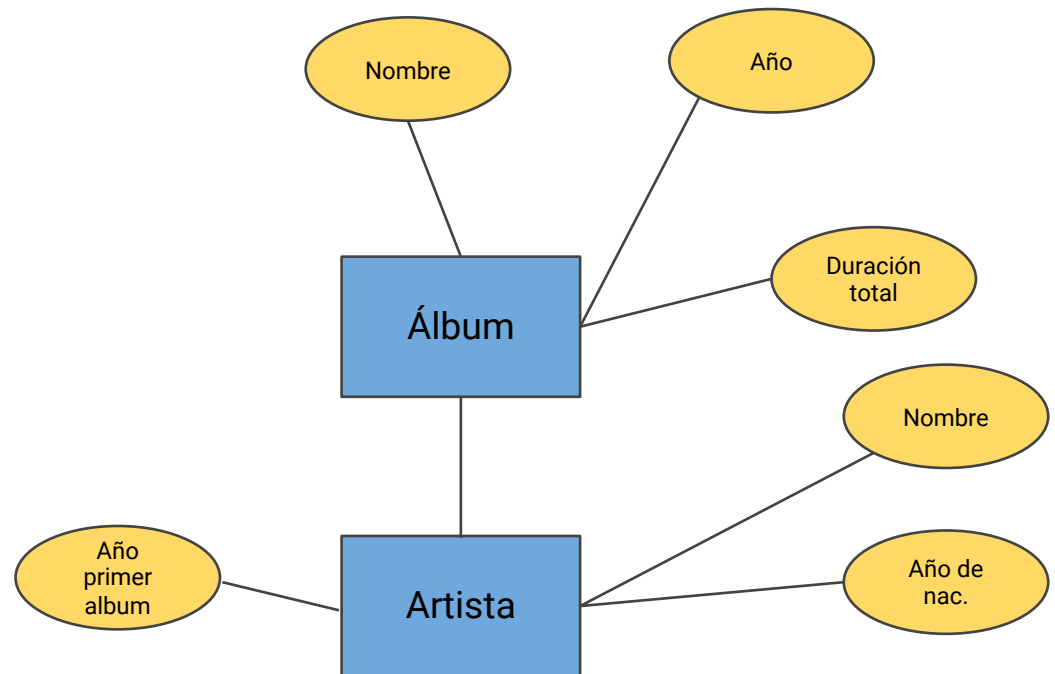 Nombre
Año
Duración
total
Álbum
Nombre
Año
primer
album
Artista
Año de
nac.